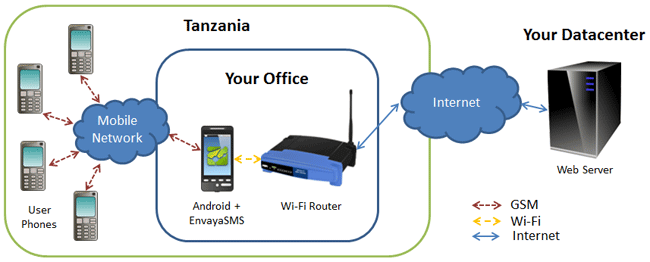 Tanzania
Your Office
Your Datacenter
Mobile
Network
Internet
User
Phones
Android +
EnvayaSMS
Wi-Fi Router
Web Server
GSM
Wi-Fi
Internet